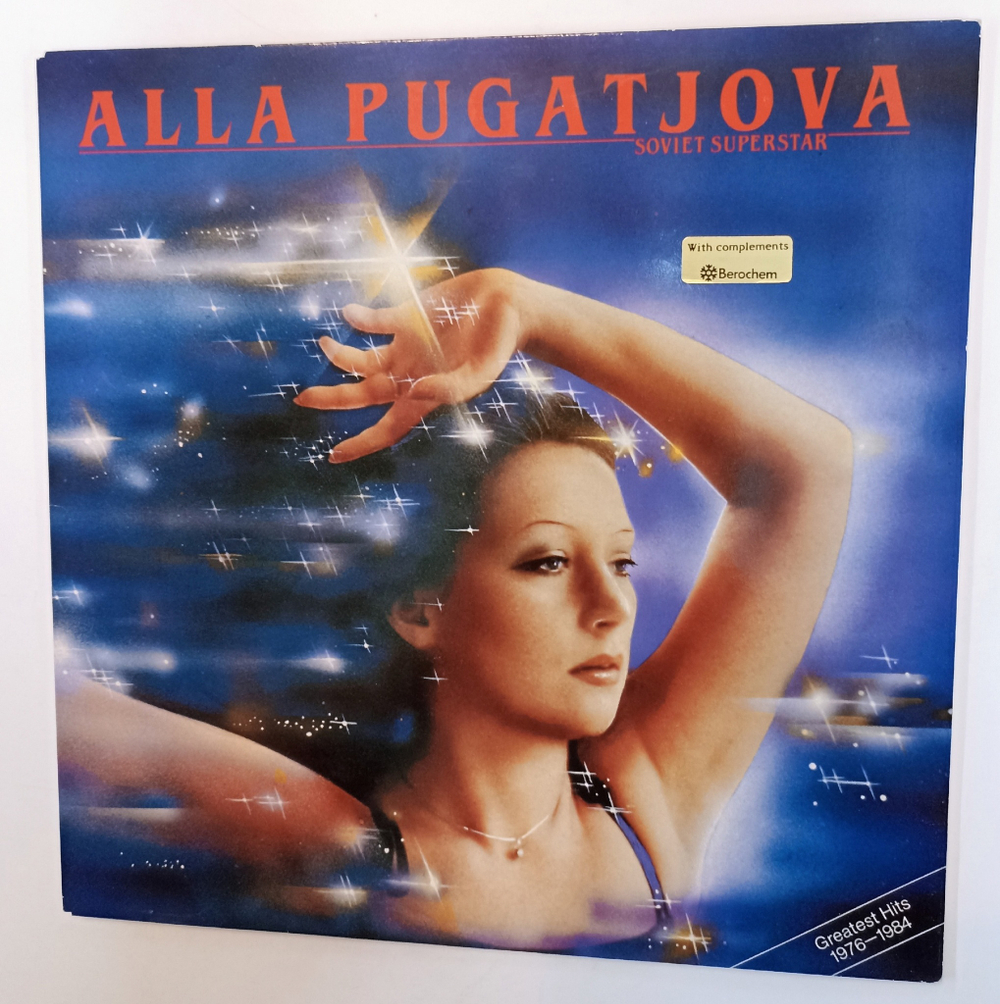 ALLA PUGATJOVA
SOVIET SUPERSTAR
With complements
Berochem
Greatest Hits
1976–1984